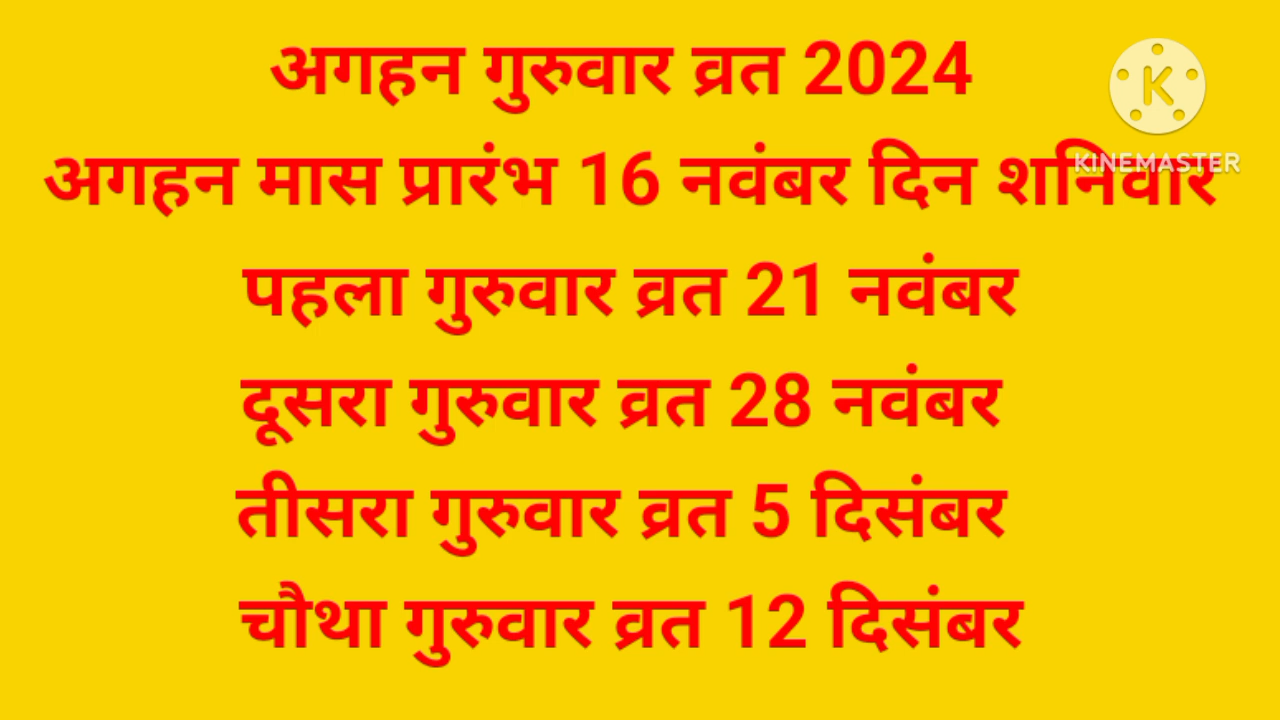 अगहन गुरुवार व्रत 2024
अगहन मास प्रारंभ 16 नवंबर दिन शनिवार
पहला गुरुवार व्रत 21 नवंबर
दूसरा गुरुवार व्रत 28 नवंबर
तीसरा गुरुवार व्रत 5 दिसंबर
चौथा गुरुवार व्रत 12 दिसंबर
K
KINEMASTER